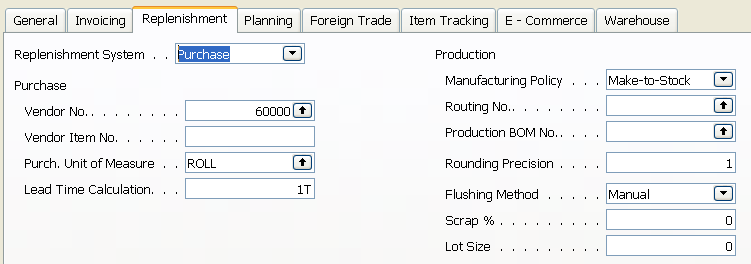 General Invoicing Replenishment Planning Foreign Trade Item Tracking E - Commerce Warehouse
Replenishment System . . Purchase
Purchase
Vendor No. . . . . . . . . 60000
Vendor Item No. . . . . . .
Purch. Unit of Measure . . ROLL
Lead Time Calculation. . . 1T
Production
Manufacturing Policy . . . Make-to-Stock
Routing No. . . . . . . . .
Production BOM No. . . . .
Rounding Precision . . . . 1
Flushing Method . . . . . Manual
Scrap % . . . . . . . . . 0
Lot Size . . . . . . . . . 0